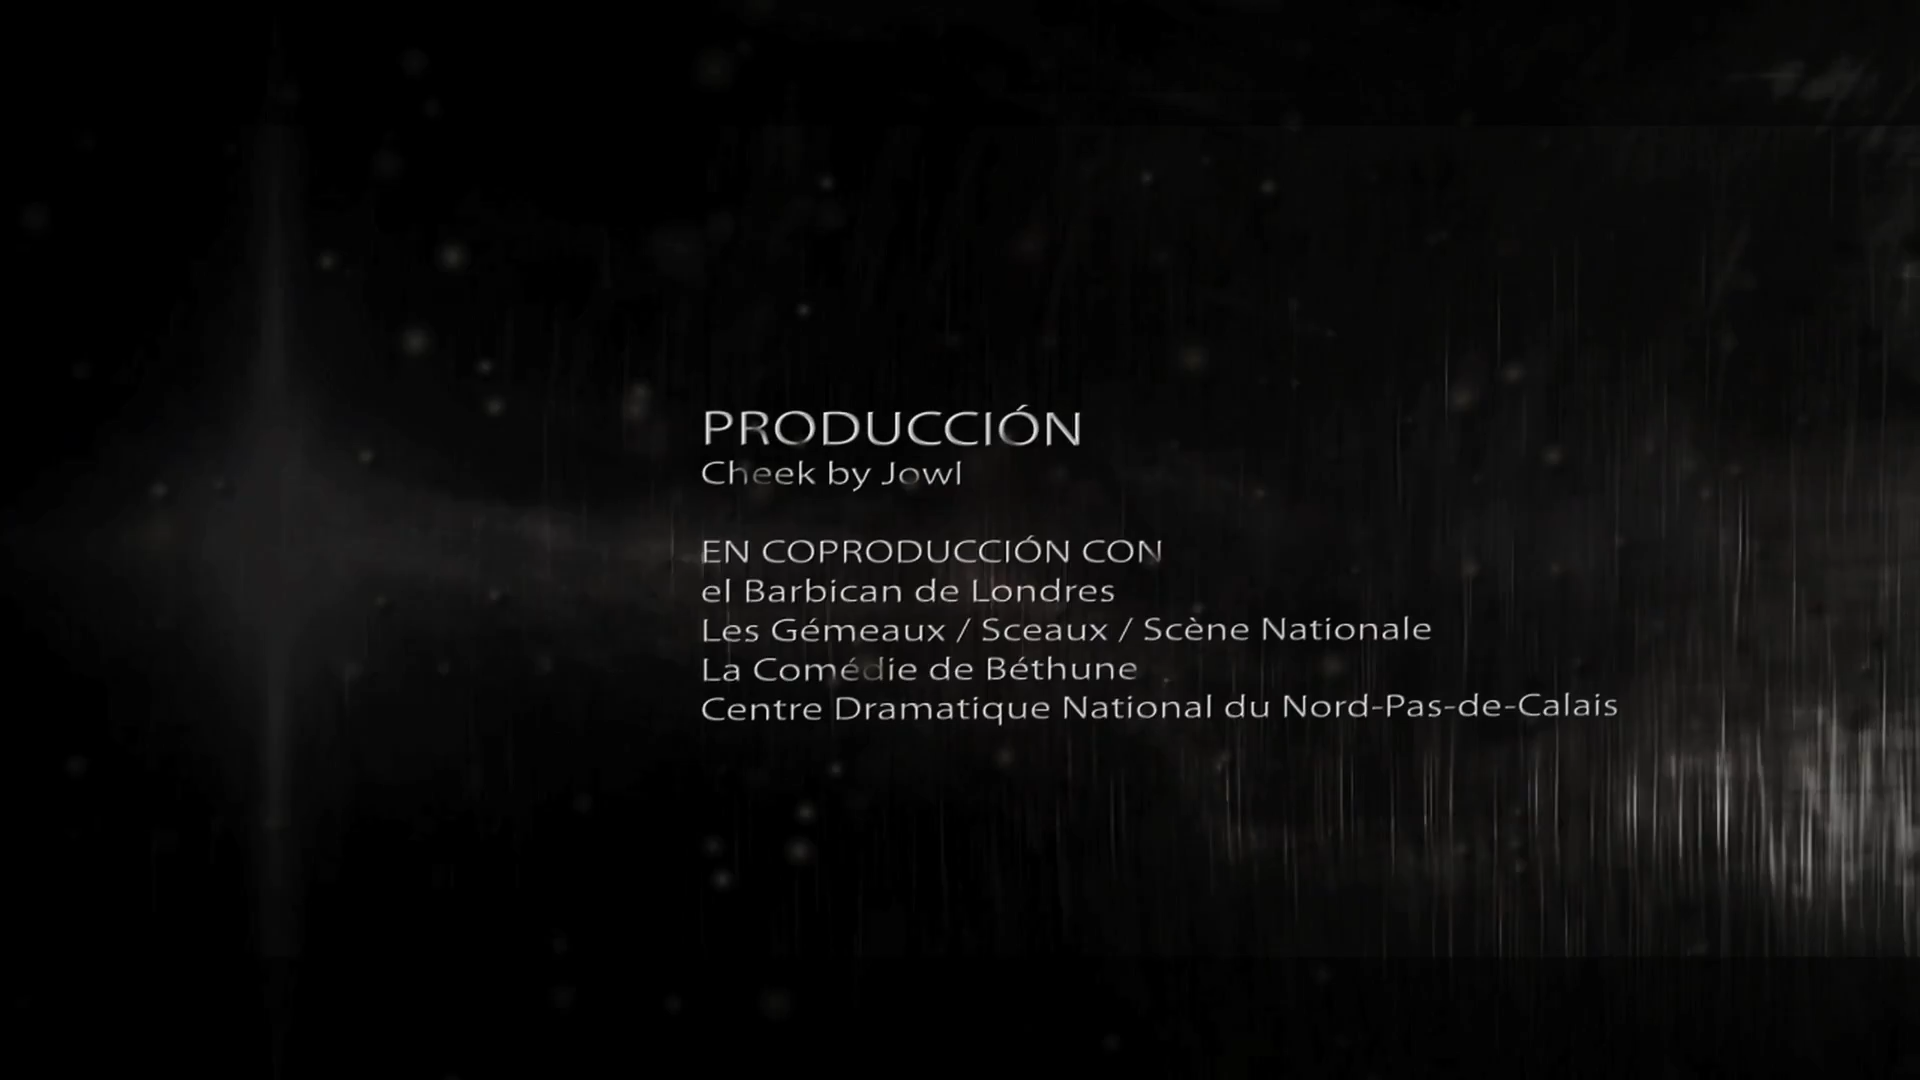 PRODUCCIÓN
Cheek by Jowl
EN COPRODUCCIÓN CON
el Barbican de Londres
Les Gémeaux / Sceaux / Scène Nationale
La Comédie de Béthune
Centre Dramatique National du Nord-Pas-de-Calais